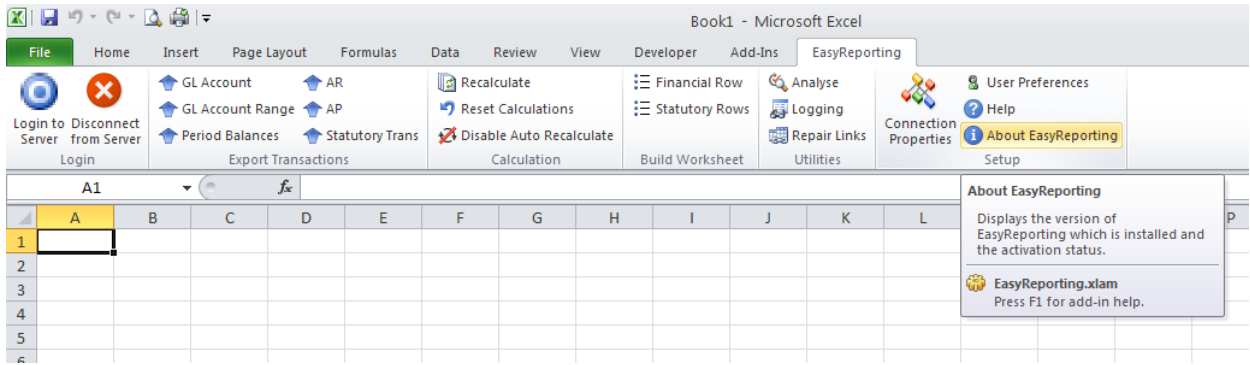 Book1 - Microsoft Excel
File Home Insert Page Layout Formulas Data Review View Developer Add-Ins EasyReporting
GL Account AR Recalculate Financial Row Analyse User Preferences
GL Account Range AP Reset Calculations Statutory Rows Logging Help
Login to Server Disconnect from Server Period Balances Statutory Trans Disable Auto Recalculate Repair Links Connection Properties About EasyReporting
Login Export Transactions Calculation Build Worksheet Utilities Setup
A1 fx
About EasyReporting
A B C D E F G H I J K L P
Displays the version of
EasyReporting which is installed and
the activation status.
EasyReporting.xlam
Press F1 for add-in help.
1
2
3
4
5
6